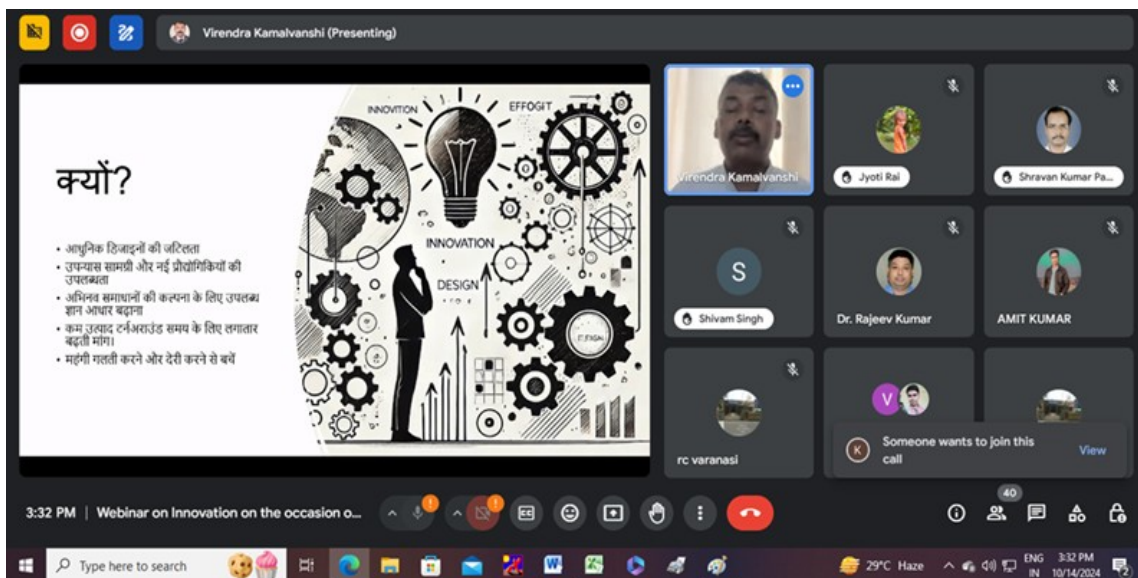 Virendra Kamalvanshi (Presenting)
क्यों?
• आधुनिक डिजाइनों की जटिलता
• उपन्यास सामग्री और नई प्रौद्योगिकियों की
उपलब्धता
• अभिनव समाधानों की कल्पना के लिए उपलब्ध
ज्ञान आधार बढ़ाना
• कम उत्पाद टर्नअराउंड समय के लिए लगातार
बढ़ती मांग।
• महंगी गलती करने और देरी करने से बचें
INNOVITION
EFFOGIT
INNOVATION
DESIGN
Virendra Kamalvanshi
Jyoti Rai
Shravan Kumar Pa...
S
Shivam Singh
Dr. Rajeev Kumar
AMIT KUMAR
rc varanasi
V
K
Someone wants to join this
call
View
3:32 PM | Webinar on Innovation on the occasion o...
40
Type here to search
29°C Haze
ENG
IN
3:32 PM
10/14/2024
2